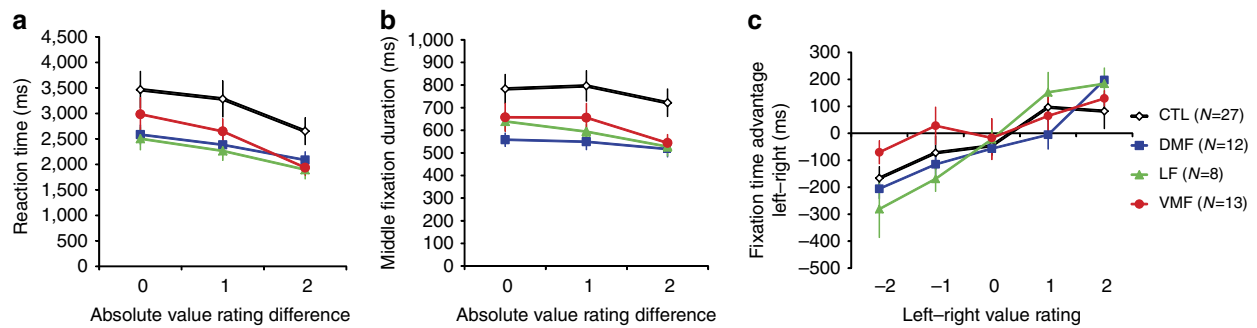 a
Reaction time
(ms)
4,500
4,000
3,500
3,000
2,500
2,000
1,500
1,000
500
0
0 1 2
Absolute value rating difference
b
Middle fixation duration (ms)
1,000
900
800
700
600
500
400
300
200
100
0
0 1 2
Absolute value rating difference
c
Fixation time advantage
left–right (ms)
300
200
100
0
–100
–200
–300
–400
–500
–2 –1 0 1 2
Left–right value rating
CTL (N=27)
DMF (N=12)
LF (N=8)
VMF (N=13)